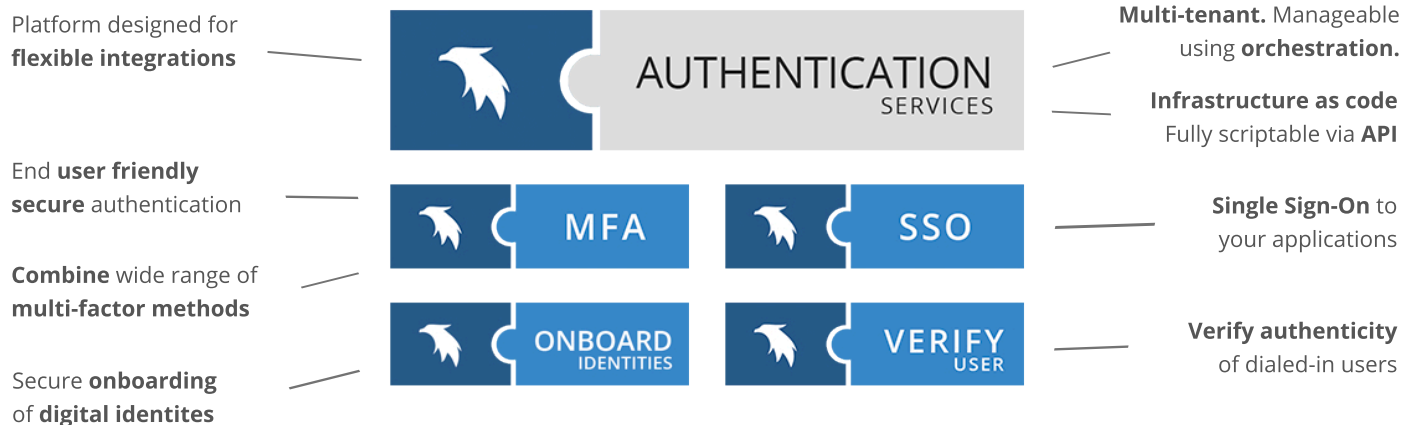 Platform designed for
flexible integrations
End user friendly
secure authentication
Combine wide range of
multi-factor methods
Secure onboarding
of digital identites
AUTHENTICATION
SERVICES
MFA
SSO
ONBOARD
IDENTITIES
VERIFY
USER
Multi-tenant. Manageable
using orchestration.
Infrastructure as code
Fully scriptable via API
Single Sign-On to
your applications
Verify authenticity
of dialed-in users